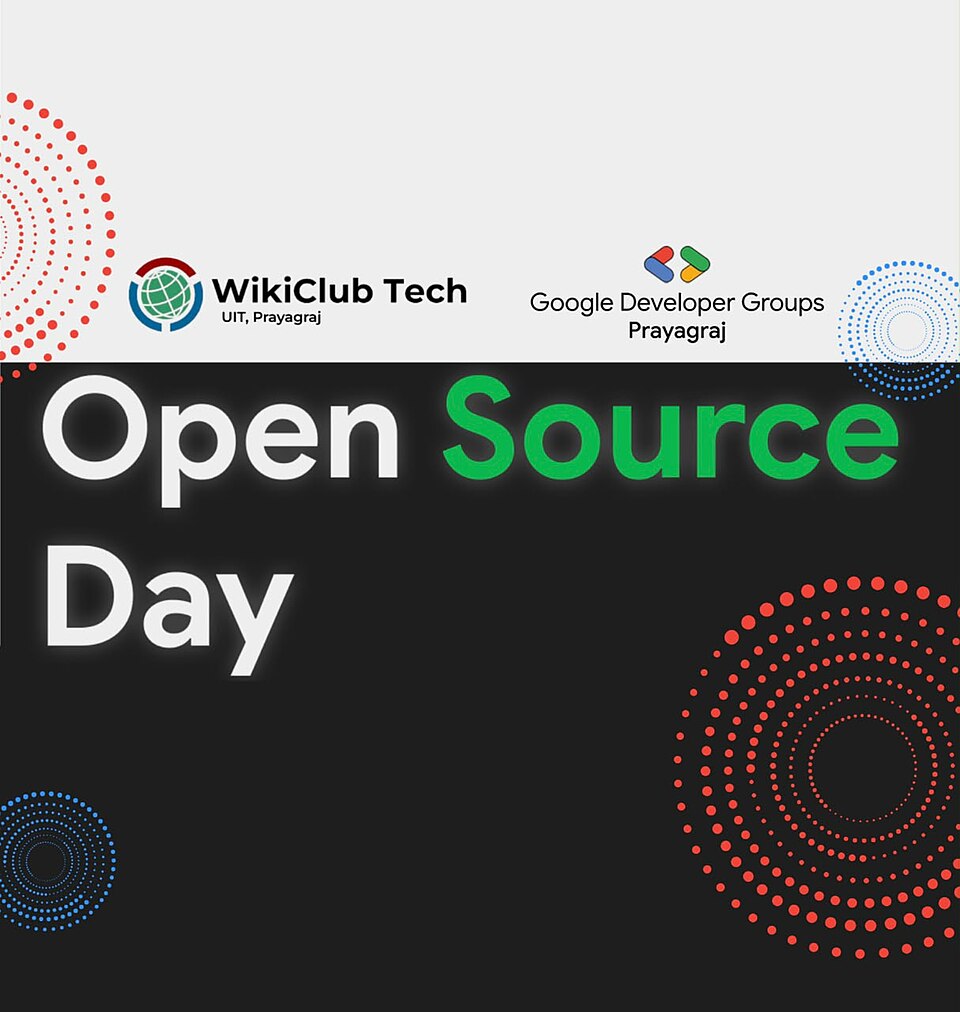 WikiClub Tech
UIT, Prayagraj
Google Developer Groups
Prayagraj
Open Source
Day